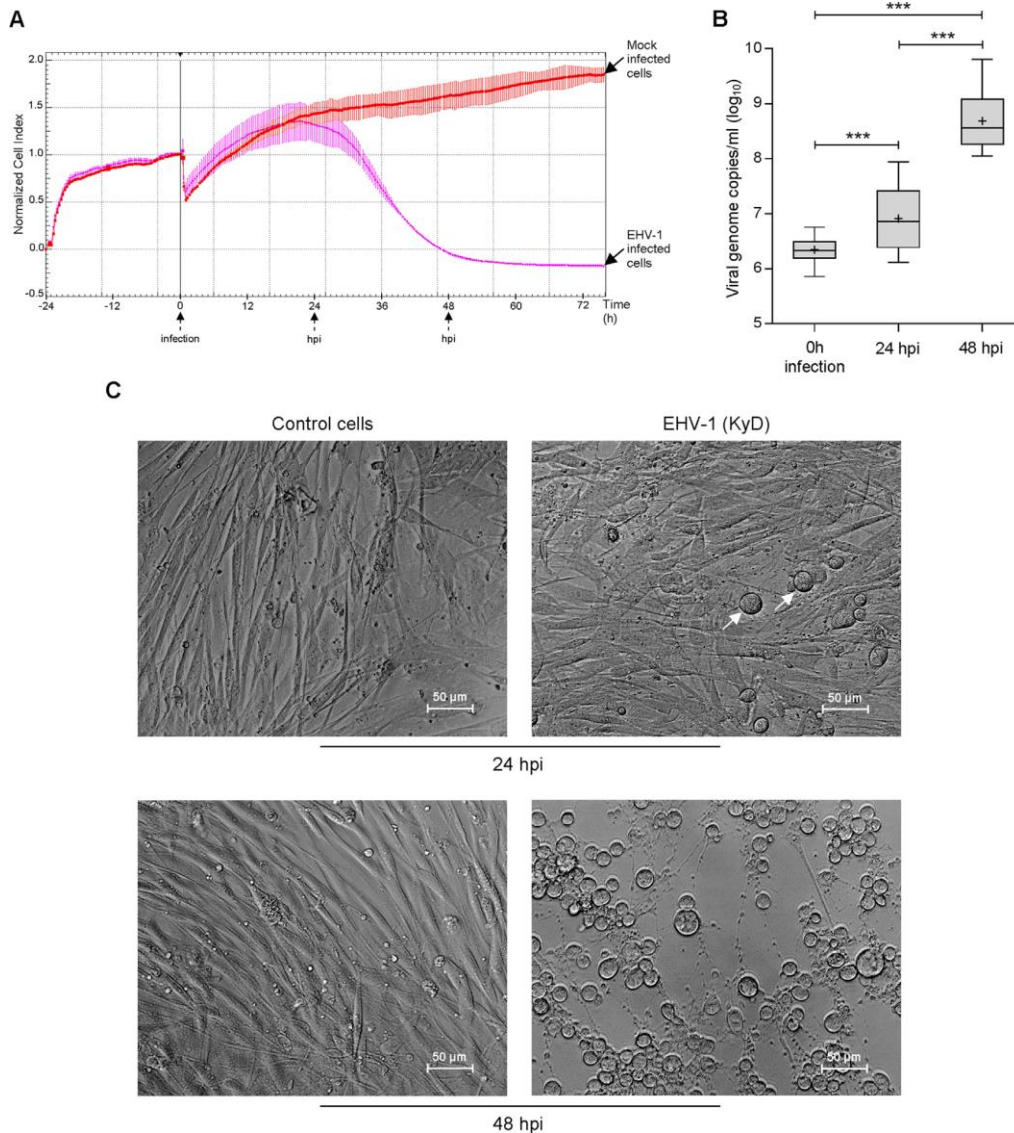 A
Mock
infected
cells
2.0
1.5
1.0
0.5
0.0
-0.5
Normalized Cell Index
EHV-1
infected
cells
-24
-12
0
12
24
36
48
60
72
Time
(h)
infection
hpi
hpi
B
***
***
***
10
9
8
7
6
5
Viral genome copies/ml (log10)
0h
infection
24 hpi
48 hpi
C
Control cells
EHV-1 (KyD)
50 µm
50 µm
24 hpi
50 µm
50 µm
48 hpi